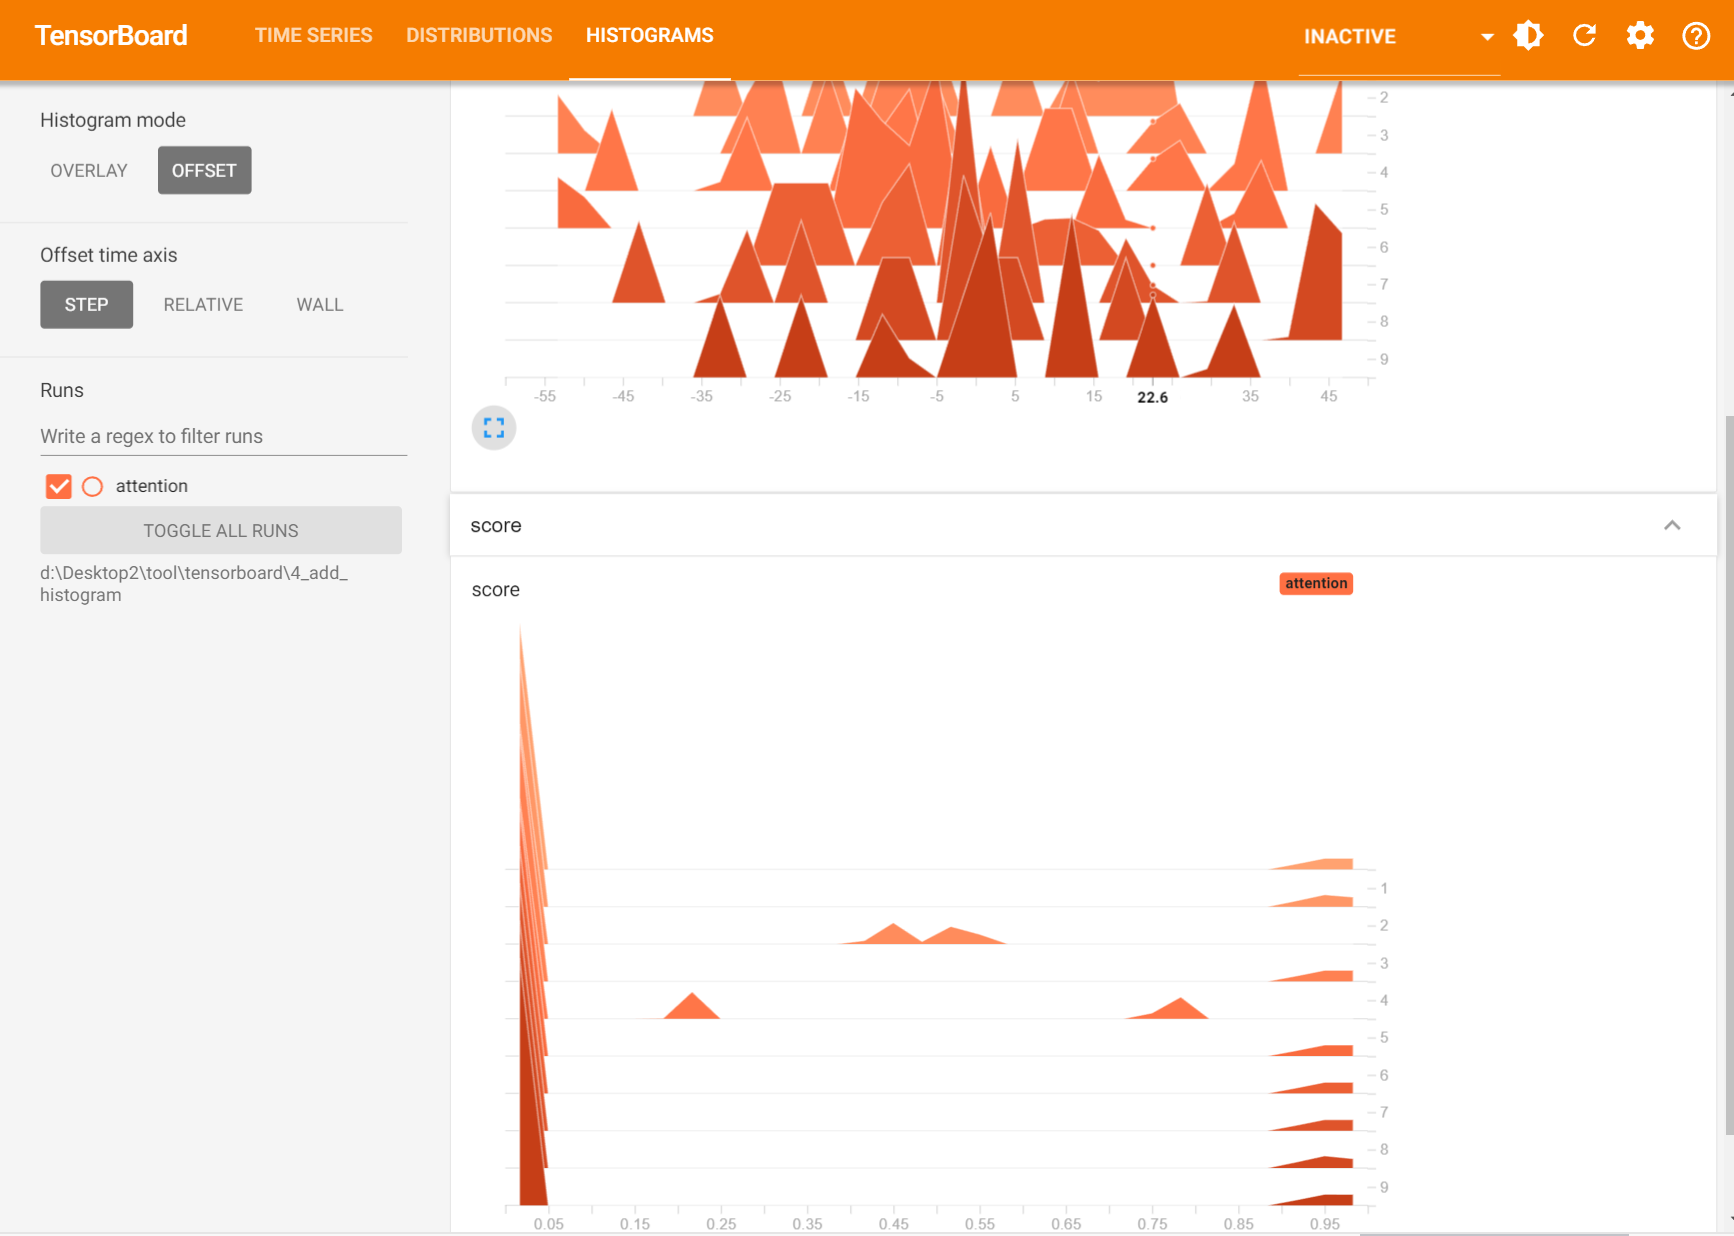 TensorBoard TIME SERIES DISTRIBUTIONS HISTOGRAMS INACTIVE
Histogram mode
OVERLAY OFFSET
Offset time axis
STEP RELATIVE WALL
Runs
Write a regex to filter runs
attention
TOGGLE ALL RUNS
d:\Desktop2\tool\tensorboard\4_add_
histogram
2
3
4
5
6
7
8
9
-55 -45 -35 -25 -15 -5 5 15 22.6 35 45
score
score
attention
1
2
3
4
5
6
7
8
9
0.05 0.15 0.25 0.35 0.45 0.55 0.65 0.75 0.85 0.95